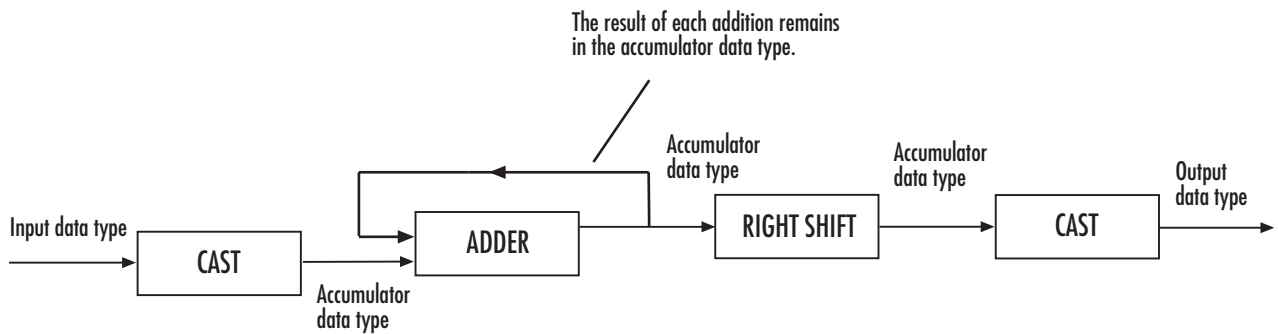 The result of each addition remains
in the accumulator data type.
Accumulator
data type
Accumulator
data type
Output
data type
Input data type
CAST
ADDER
RIGHT SHIFT
CAST
Accumulator
data type